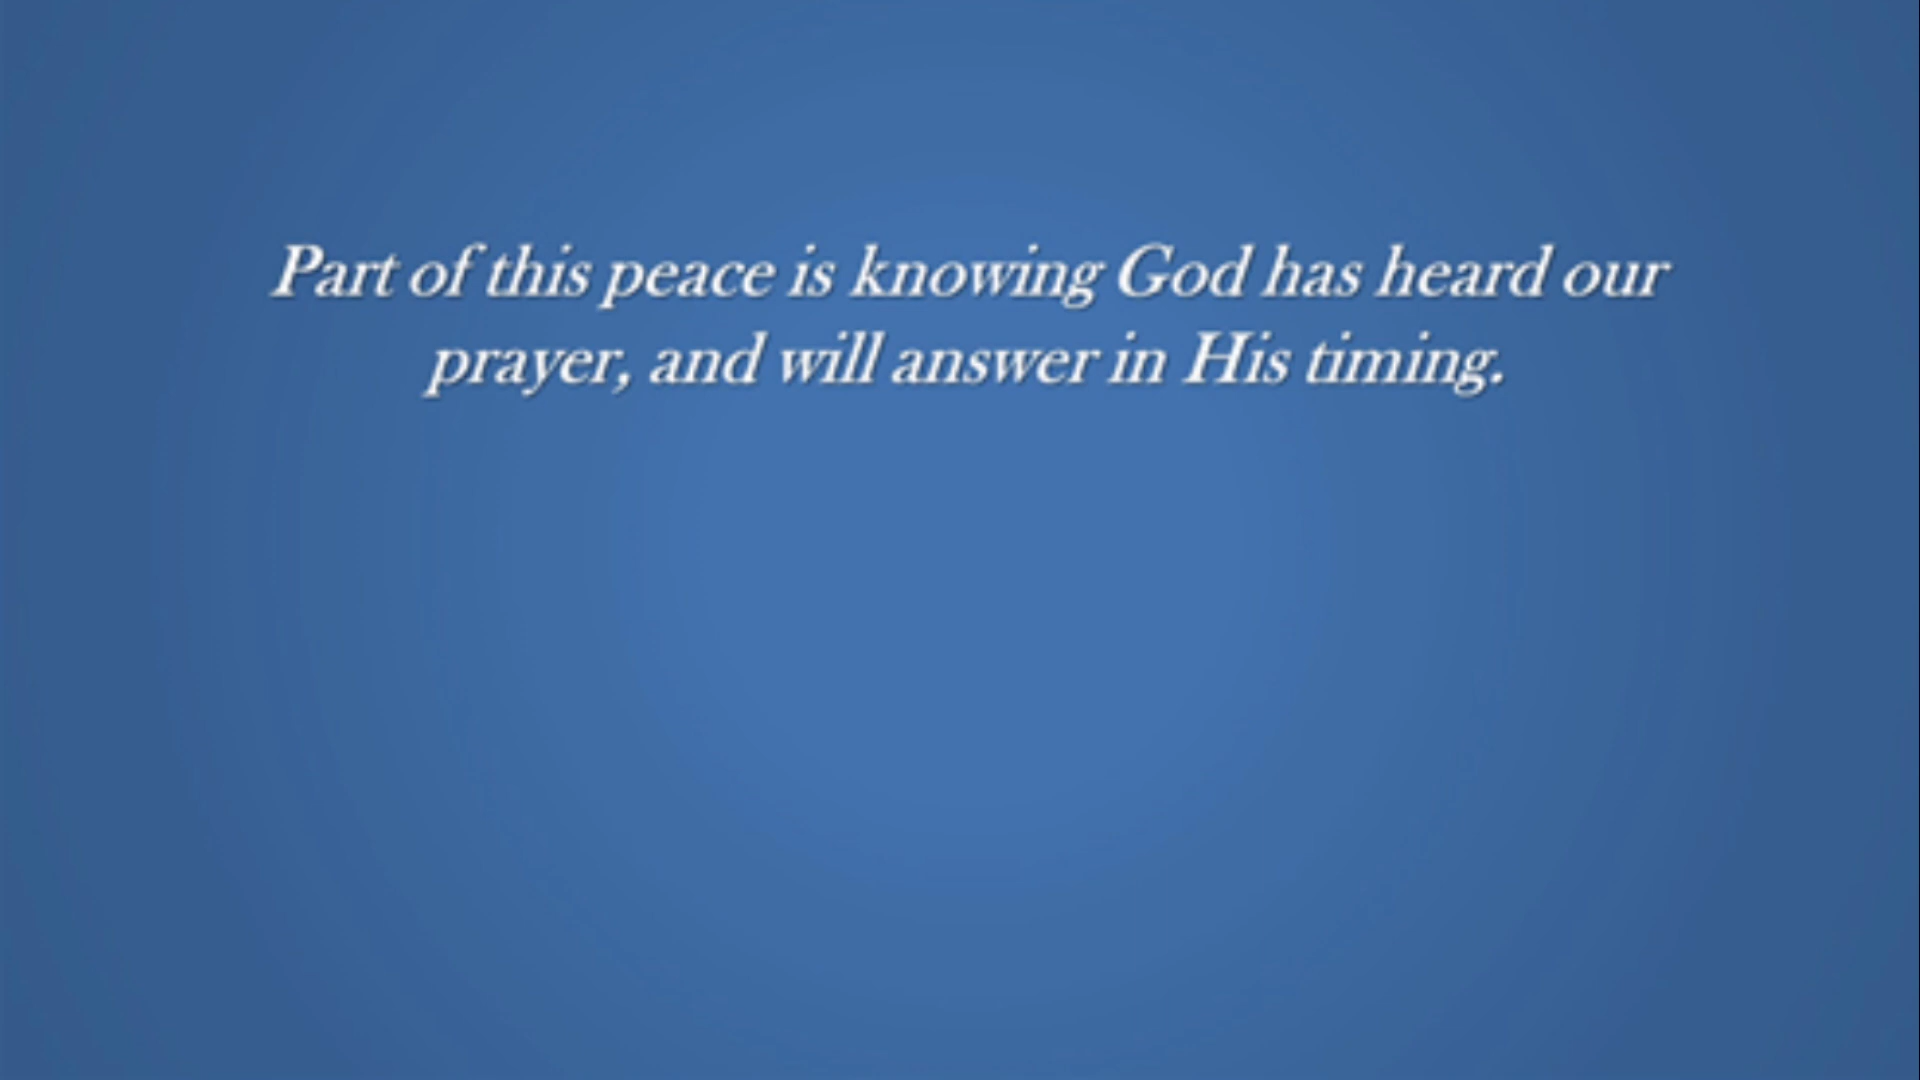 Part of this peace is knowing God has heard our
prayer, and will answer in His timing.